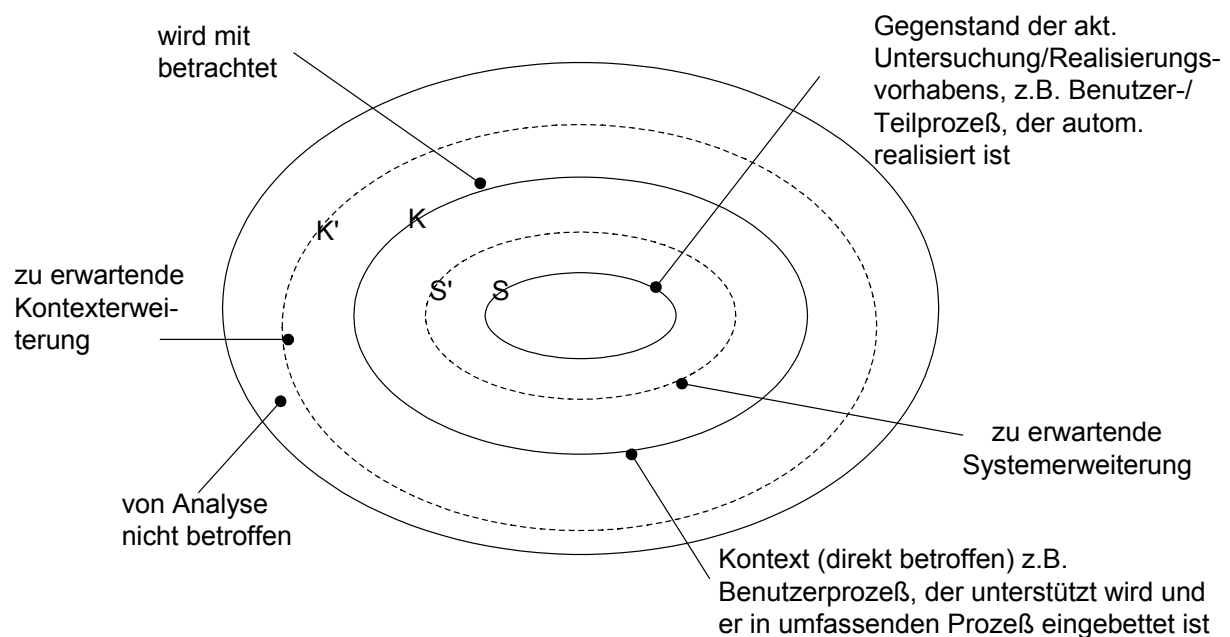 wird mit
betrachtet
Gegenstand der akt.
Untersuchung/Realisierungs-
vorhabens, z.B. Benutzer-/
Teilprozeß, der autom.
realisiert ist
K'
K
S'
S
zu erwartende
Kontexterwei-
terung
zu erwartende
Systemerweiterung
von Analyse
nicht betroffen
Kontext (direkt betroffen) z.B.
Benutzerprozeß, der unterstützt wird und
er in umfassenden Prozeß eingebettet ist